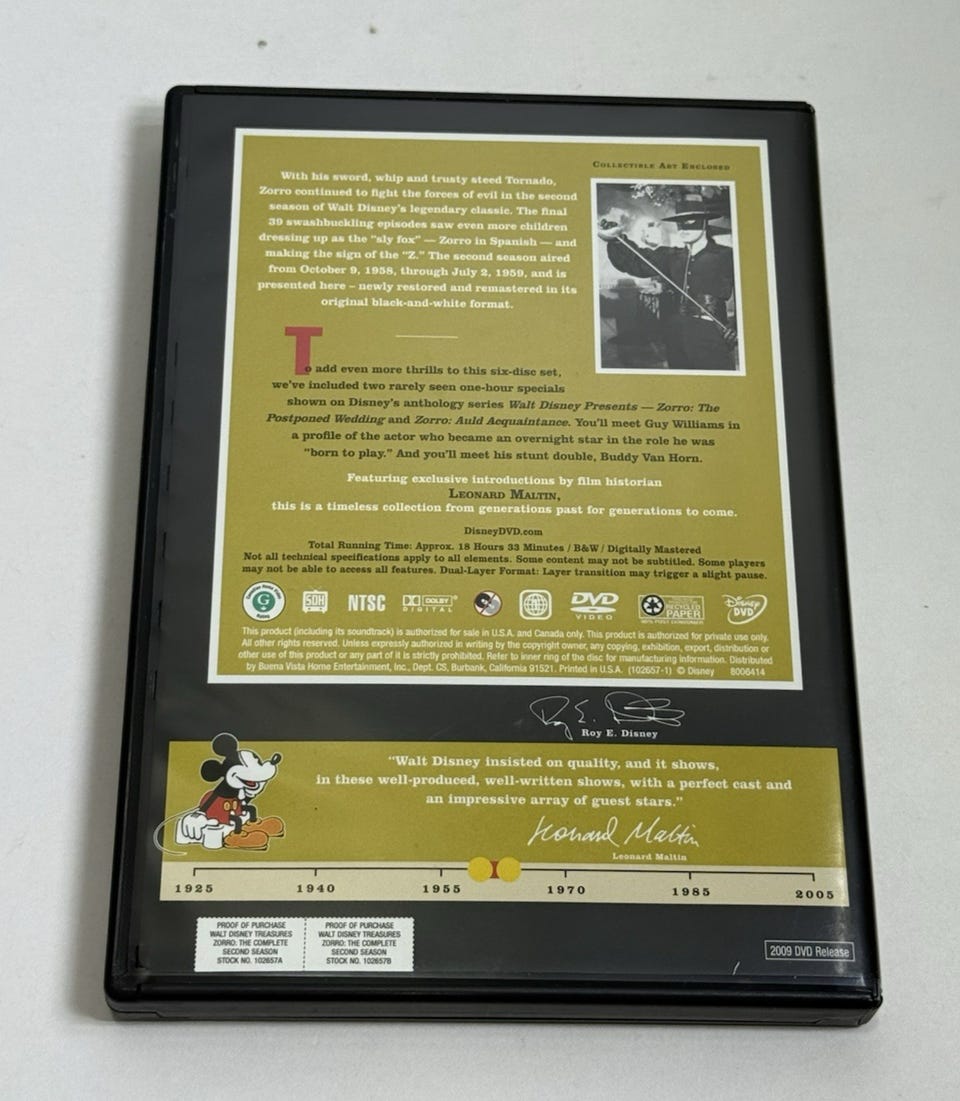 COLLECTIBLE ART ENCLOSED
With his sword, whip and trusty steed Tornado,
Zorro continued to fight the forces of evil in the second
season of Walt Disney's legendary classic. The final
39 swashbuckling episodes saw even more children
dressing up as the "sly fox" — Zorro in Spanish — and
making the sign of the "Z." The second season aired
from October 9, 1958, through July 2, 1959, and is
presented here – newly restored and remastered in its
original black-and-white format.
To add even more thrills to this six-disc set,
we've included two rarely seen one-hour specials
shown on Disney's anthology series Walt Disney Presents — Zorro: The
Postponed Wedding and Zorro: Auld Acquaintance. You'll meet Guy Williams in
a profile of the actor who became an overnight star in the role he was
"born to play." And you'll meet his stunt double, Buddy Van Horn.
Featuring exclusive introductions by film historian
LEONARD MALTIN,
this is a timeless collection from generations past for generations to come.
DisneyDVD.com
Total Running Time: Approx. 18 Hours 33 Minutes / B&W / Digitally Mastered
Not all technical specifications apply to all elements. Some content may not be subtitled. Some players
may not be able to access all features. Dual-Layer Format: Layer transition may trigger a slight pause.
G
SDH
NTSC
DOLBY
DIGITAL
DVD
VIDEO
RECYCLED
PAPER
Disney
DVD
This product (including its soundtrack) is authorized for sale in U.S.A. and Canada only. This product is authorized for private use only.
All other rights reserved. Unless expressly authorized in writing by the copyright owner, any copying, exhibition, export, distribution or
other use of this product or any part of it is strictly prohibited. Refer to inner ring of the disc for manufacturing information. Distributed
by Buena Vista Home Entertainment, Inc., Dept. CS, Burbank, California 91521. Printed in U.S.A. (102657-1) © Disney 8006414
Roy E. Disney
Roy E. Disney
"Walt Disney insisted on quality, and it shows,
in these well-produced, well-written shows, with a perfect cast and
an impressive array of guest stars."
Leonard Maltin
Leonard Maltin
1925 1940 1955 1970 1985 2005
PROOF OF PURCHASE
WALT DISNEY TREASURES
ZORRO: THE COMPLETE
SECOND SEASON
STOCK NO. 102657A
PROOF OF PURCHASE
WALT DISNEY TREASURES
ZORRO: THE COMPLETE
SECOND SEASON
STOCK NO. 102657B
2009 DVD Release